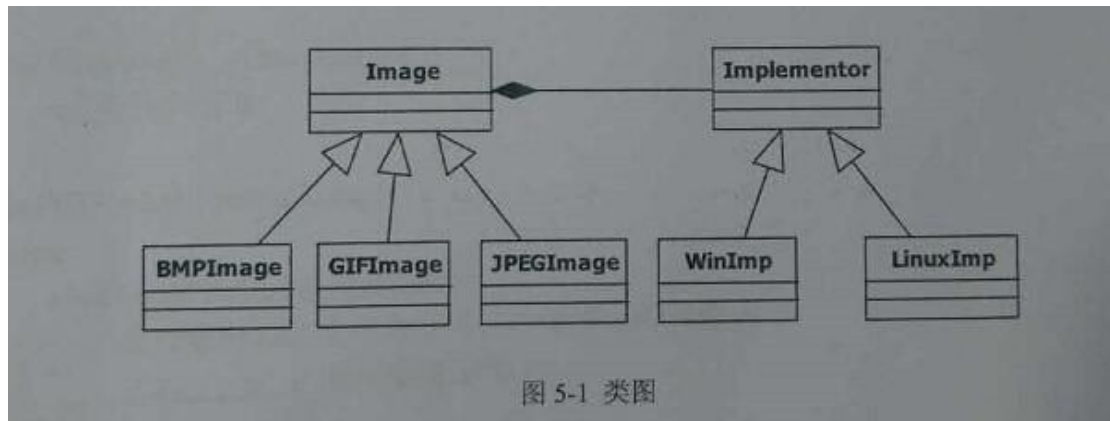 Image
Implementor
BMPImage
GIFImage
JPEGImage
WinImp
LinuxImp
图 5-1 类图